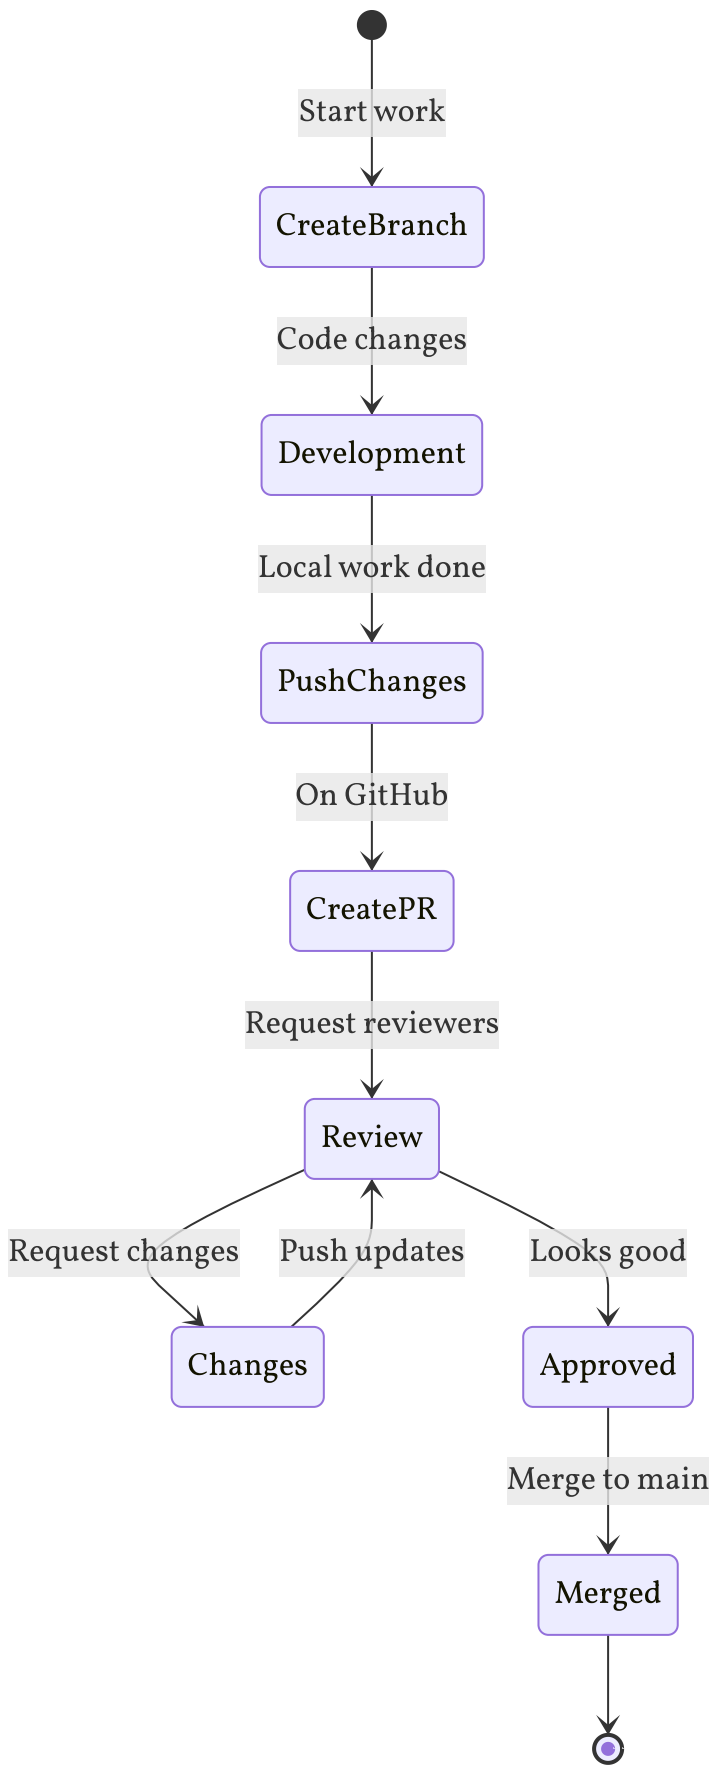 Start work
CreateBranch
Code changes
Development
Local work done
PushChanges
On GitHub
CreatePR
Request reviewers
Review
Request changes
Push updates
Looks good
Changes
Approved
Merge to main
Merged